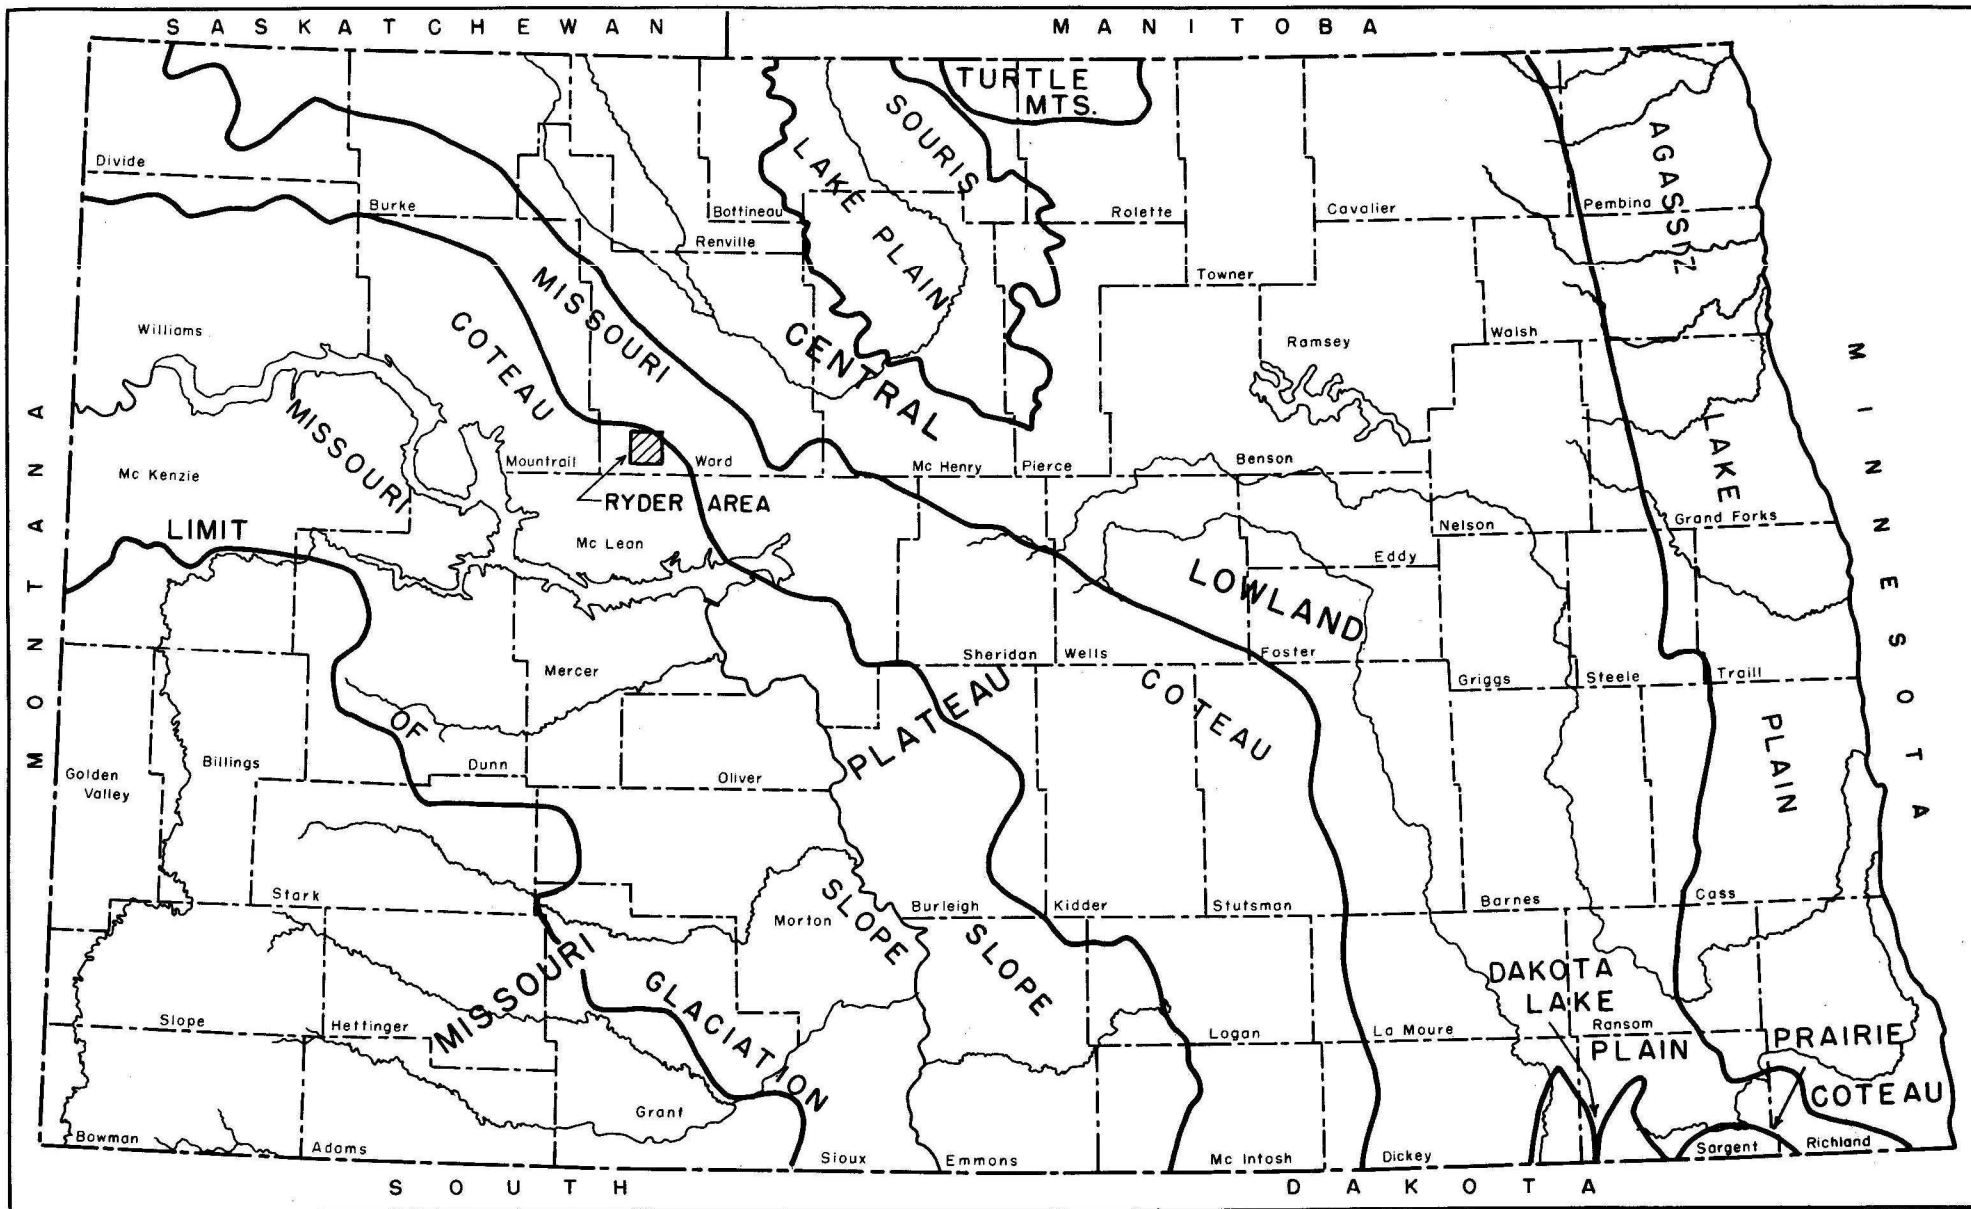 SASKATCHEWAN
MANITOBA
TURTLE
MTS.
SOURIS
LAKE
PLAIN
AGASSIZ
LAKE
PLAIN
Divide
Burke
Bottineau
Renville
Rolette
Cavalier
Pembina
Towner
MISSOURI
COTEAU
CENTRAL
LOWLAND
Williams
Ramsey
Walsh
MINNESOTA
MONTANA
MISSOURI
Mc Kenzie
Mountrail
Ward
Mc Henry
Pierce
Benson
RYDER AREA
LIMIT
Nelson
Grand Forks
Mc Lean
Eddy
Mercer
Sheridan
Wells
Foster
Griggs
Steele
Traill
COTEAU
PLATEAU
OF
Golden
Valley
Billings
Dunn
Oliver
Stark
Morton
SLOPE
Burleigh
SLOPE
Kidder
Stutsman
Barnes
Cass
MISSOURI
GLACIATION
DAKOTA
LAKE
PLAIN
PRAIRIE
COTEAU
Slope
Hettinger
Logan
La Moure
Ransom
Grant
Bowman
Adams
Sioux
Emmons
Mc Intosh
Dickey
Sargent
Richland
SOUTH
DAKOTA